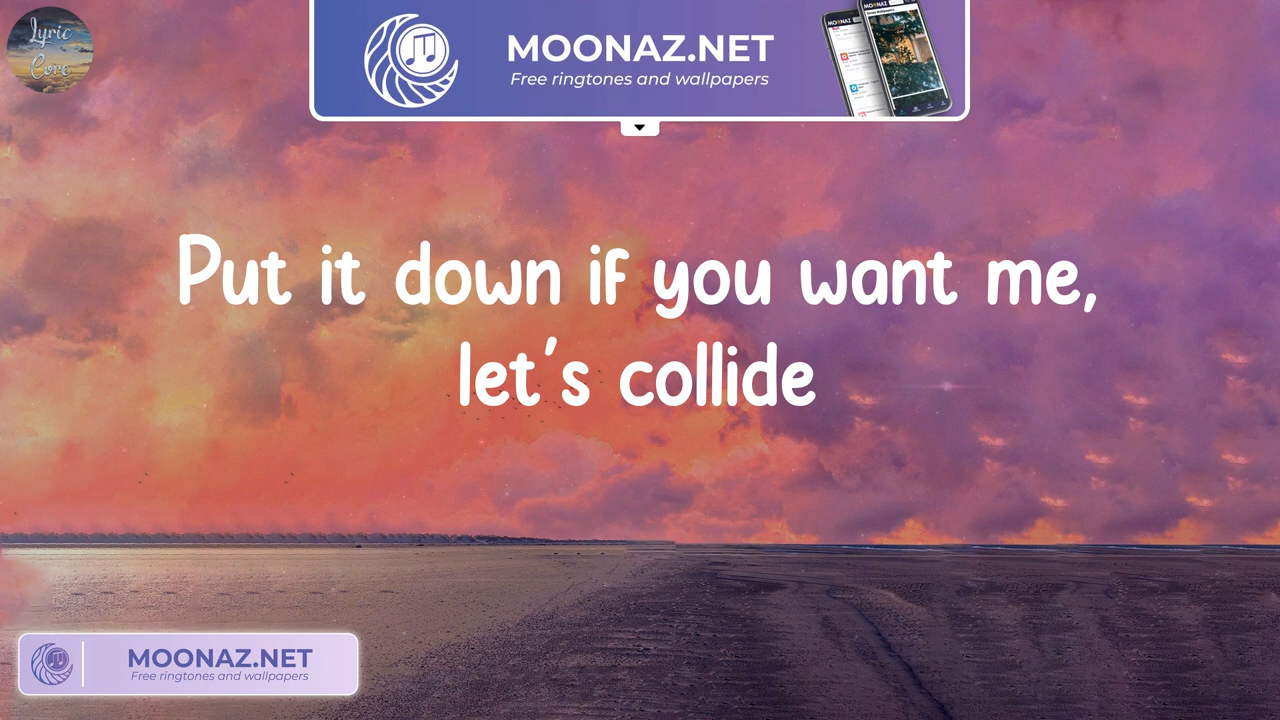 Lyric
Core
MOONAZ.NET
Free ringtones and wallpapers
Put it down if you want me,
let's collide
MOONAZ.NET
Free ringtones and wallpapers